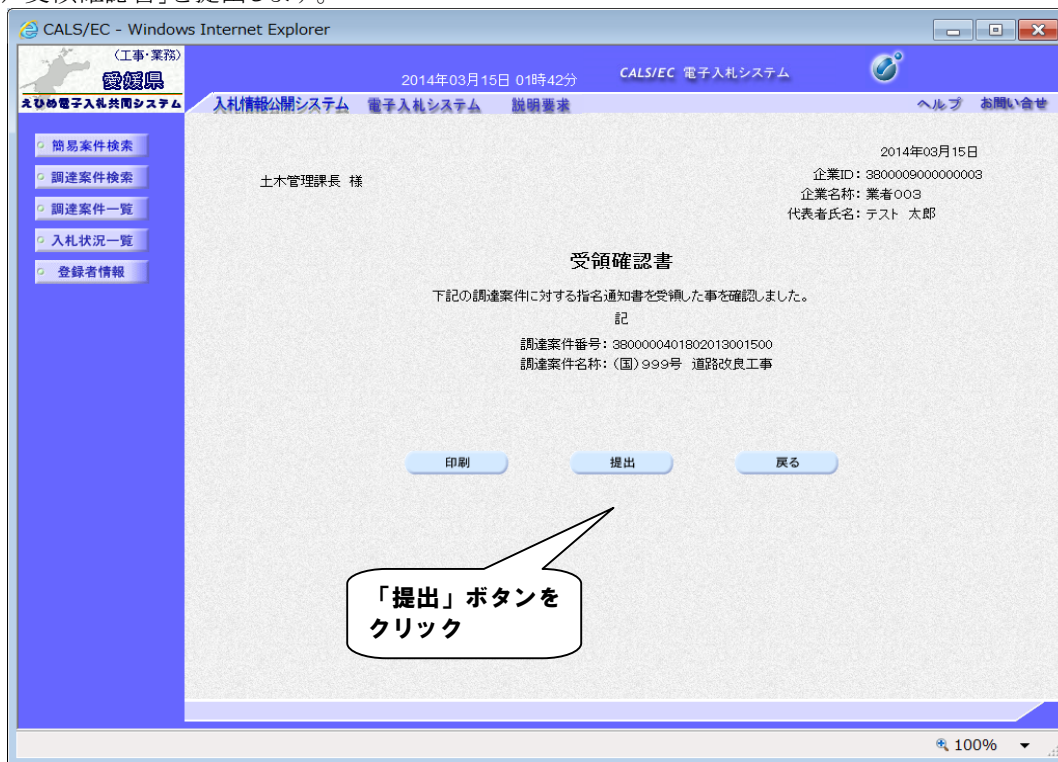 受領確認書」を提出します。
CALS/EC - Windows Internet Explorer
(工事・業務)
愛媛県
えひめ電子入札共同システム
2014年03月15日 01時42分
CALS/EC 電子入札システム
入札情報公開システム 電子入札システム 説明要求
ヘルプ お問い合せ
簡易案件検索
調達案件検索
調達案件一覧
入札状況一覧
登録者情報
2014年03月15日
土木管理課長 様
企業ID: 3800009000000003
企業名称: 業者003
代表者氏名: テスト 太郎
受領確認書
下記の調達案件に対する指名通知書を受領した事を確認しました。
記
調達案件番号: 3800000401802013001500
調達案件名称: (国)999号 道路改良工事
印刷 提出 戻る
「提出」ボタンを
クリック
100%